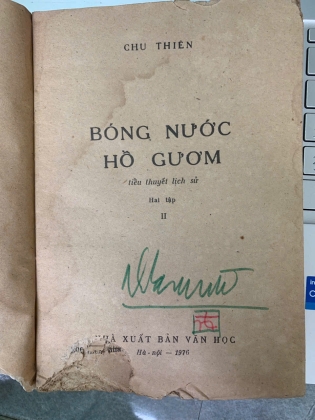 CHU THIÊN
BÓNG NƯỚC
HỒ GƯƠM
tiểu thuyết lịch sử
Hai tập
II
NHÀ XUẤT BẢN VĂN HỌC
Hà-nội — 1976